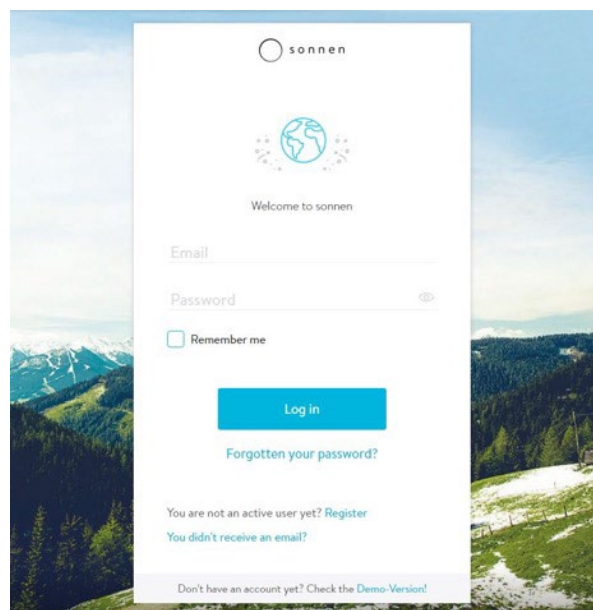 sonnen
Welcome to sonnen
Email
Password
Remember me
Log in
Forgotten your password?
You are not an active user yet? Register
You didn't receive an email?
Don't have an account yet? Check the Demo-Version!